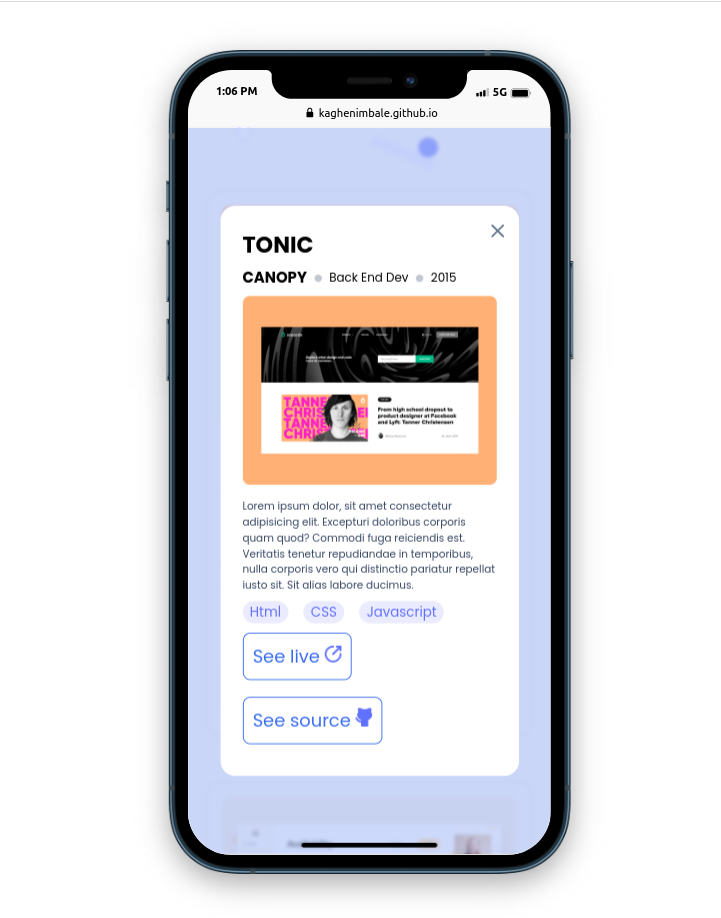 1:06 PM
5G
kaghenimbale.github.io
TONIC
CANOPY Back End Dev 2015
TANNE
CHRIS
TANNE
CHRIS
From high school dropout to
product designer at Facebook
and Lyft: Tanner Christensen
Lorem ipsum dolor, sit amet consectetur
adipisicing elit. Excepturi doloribus corporis
quam quod? Commodi fuga reiciendis est.
Veritatis tenetur repudiandae in temporibus,
nulla corporis vero qui distinctio pariatur repellat
iusto sit. Sit alias labore ducimus.
Html CSS Javascript
See live
See source